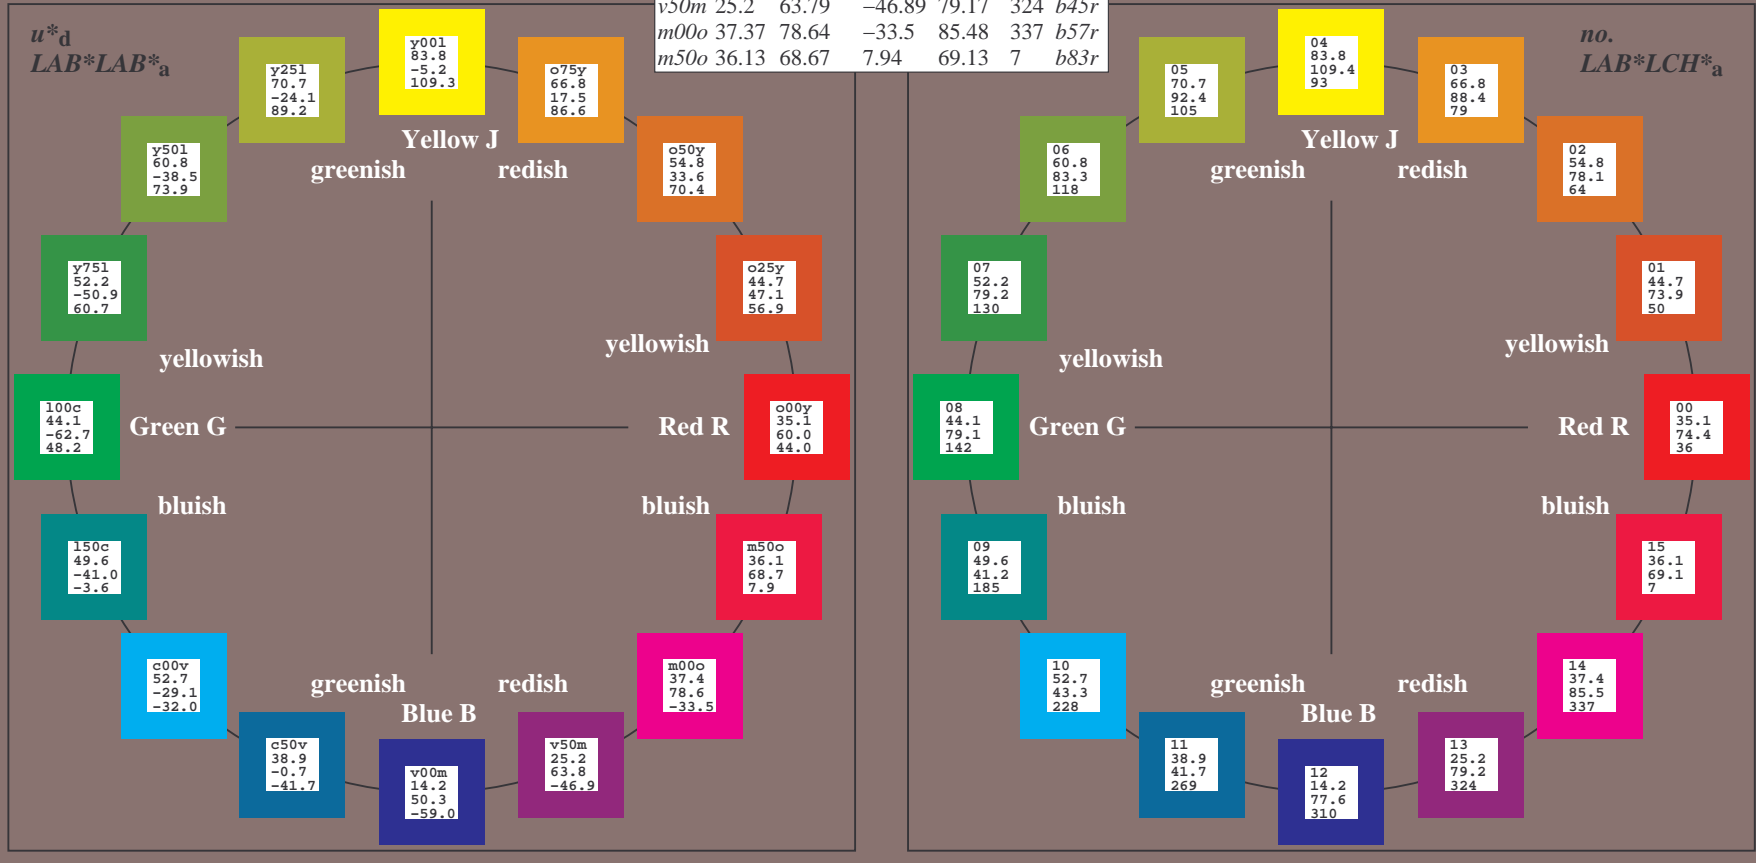 v50m 25.2 63.79 −46.89 79.17 324 b45r
m00o 37.37 78.64 −33.5 85.48 337 b57r
m50o 36.13 68.67 7.94 69.13 7 b83r
u*d
LAB*LAB*a
y00l
83.8
-5.2
109.3
y25l
70.7
-24.1
89.2
o75y
66.8
17.5
86.6
y50l
60.8
-38.5
73.9
o50y
54.8
33.6
70.4
Yellow J
greenish redish
y75l
52.2
-50.9
60.7
o25y
44.7
47.1
56.9
yellowish
yellowish
l00c
44.1
-62.7
48.2
Green G
Red R
o00y
35.1
60.0
44.0
bluish
bluish
l50c
49.6
-41.0
-3.6
m50o
36.1
68.7
7.9
c00v
52.7
-29.1
-32.0
m00o
37.4
78.6
-33.5
greenish redish
Blue B
c50v
38.9
-0.7
-41.7
v00m
14.2
50.3
-59.0
v50m
25.2
63.8
-46.9
no.
LAB*LCH*a
04
83.8
109.4
93
05
70.7
92.4
105
03
66.8
88.4
79
06
60.8
83.3
118
02
54.8
78.1
64
Yellow J
greenish redish
07
52.2
79.2
130
01
44.7
73.9
50
yellowish
yellowish
08
44.1
79.1
142
Green G
Red R
00
35.1
74.4
36
bluish
bluish
09
49.6
41.2
185
15
36.1
69.1
7
10
52.7
43.3
228
14
37.4
85.5
337
greenish redish
Blue B
11
38.9
41.7
269
12
14.2
77.6
310
13
25.2
79.2
324